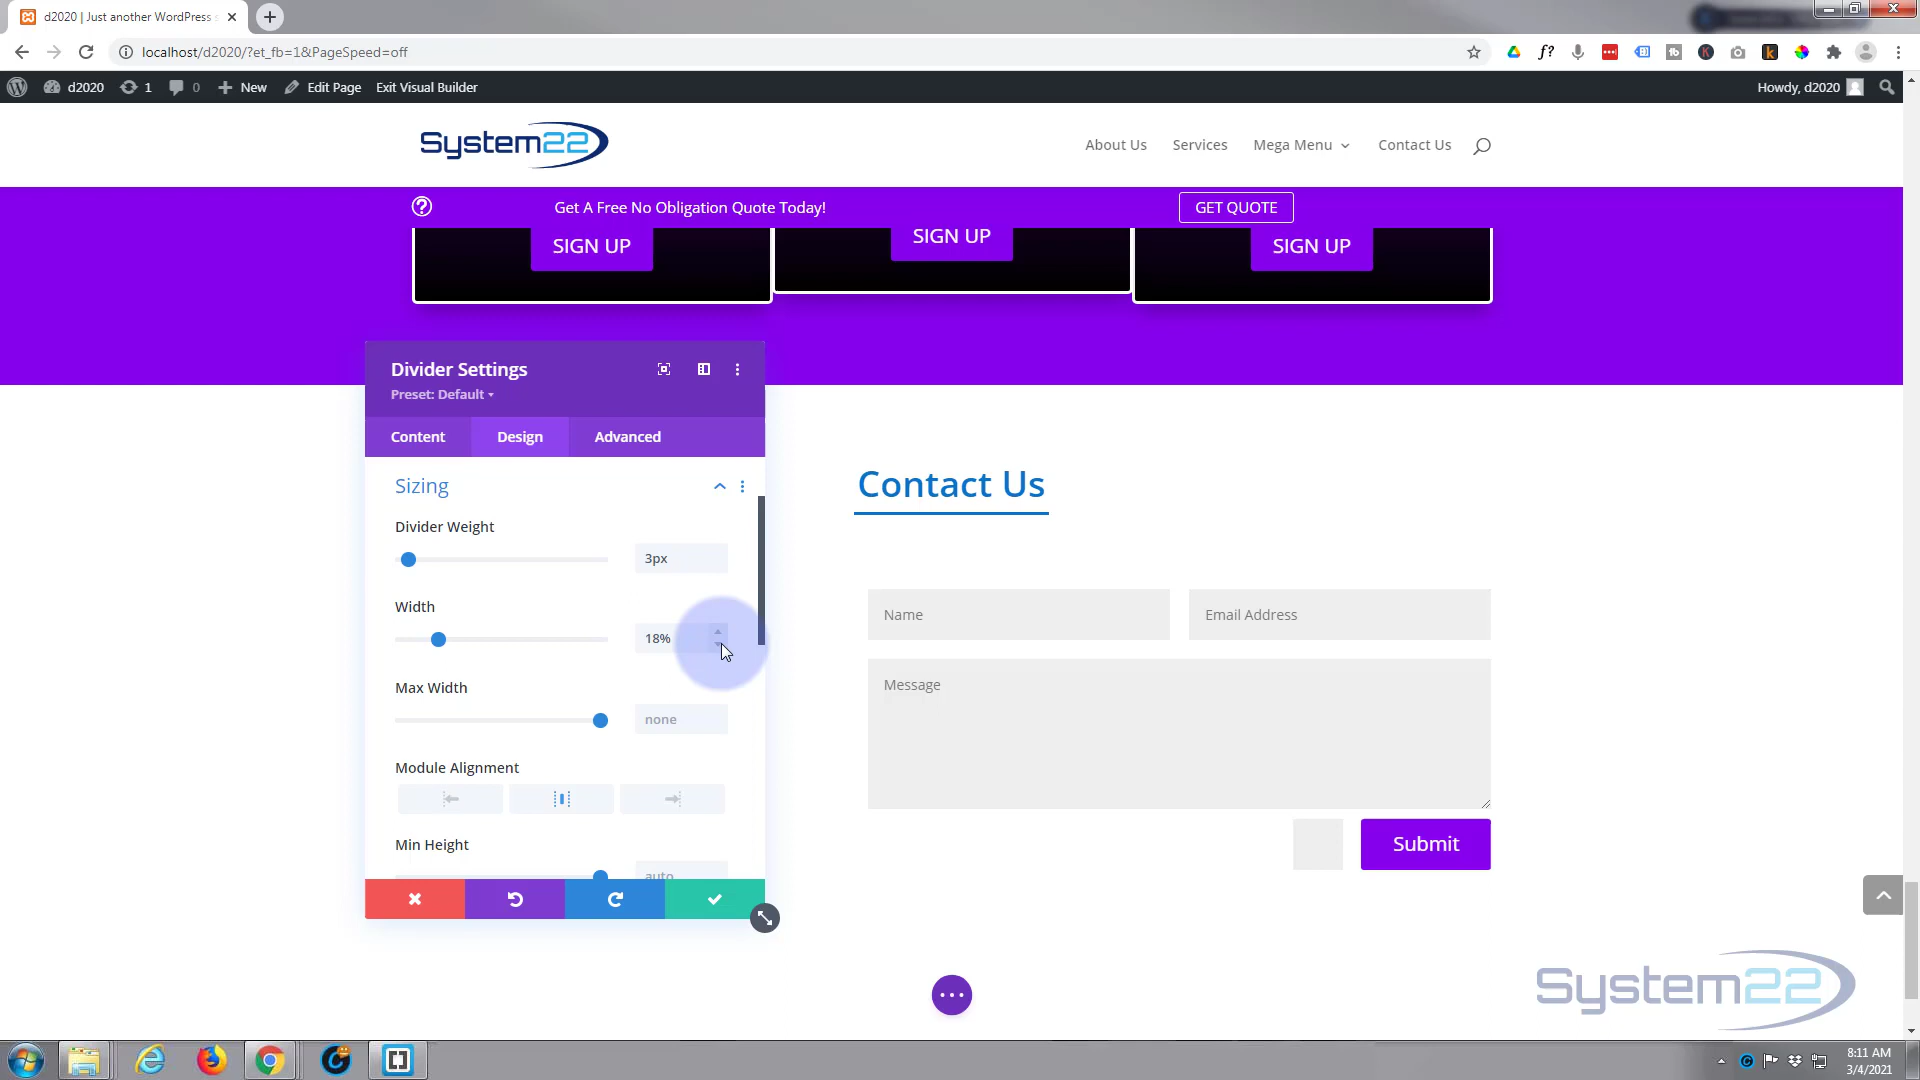 d2020 | Just another WordPress s
localhost/d2020/?et_fb=1&PageSpeed=off
d2020 1 0 New Edit Page Exit Visual Builder Howdy, d2020
System22 About Us Services Mega Menu Contact Us
Get A Free No Obligation Quote Today! GET QUOTE
SIGN UP SIGN UP SIGN UP
Divider Settings
Preset: Default
Content Design Advanced
Sizing
Divider Weight
3px
Width
18%
Max Width
none
Module Alignment
Min Height
auto
Contact Us
Name Email Address
Message
Submit
System22
8:11 AM
3/4/2021